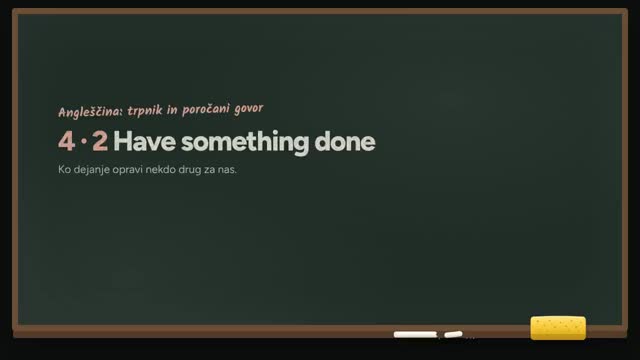 Angleščina: trpnik in poročani govor
4 · 2 Have something done
Ko dejanje opravi nekdo drug za nas.